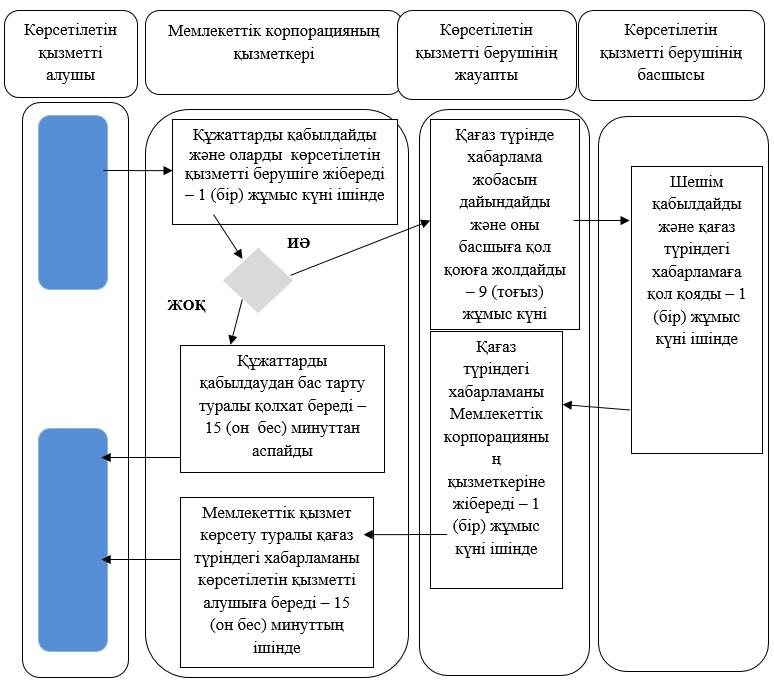 Көрсетілетін
қызметті
алушы
Мемлекеттік корпорацияның
қызметкері
Көрсетілетін
қызметті берушінің
жауапты
Көрсетілетін
қызметті берушінің
басшысы
Құжаттарды қабылдайды
және оларды көрсетілетін
қызметті берушіге жібереді
– 1 (бір) жұмыс күні ішінде
ИӘ
ЖОҚ
Құжаттарды
қабылдаудан бас тарту
туралы қолхат береді –
15 (он бес) минуттан
аспайды
Мемлекеттік қызмет
көрсету туралы қағаз
түріндегі хабарламаны
көрсетілетін қызметті
алушыға береді – 15
(он бес) минуттың
ішінде
Қағаз түрінде
хабарлама
жобасын
дайындайды
және оны
басшыға қол
қоюға жолдайды
– 9 (тоғыз)
жұмыс күні
Қағаз
түріндегі
хабарламаны
Мемлекеттік
корпорацияны
ң
қызметкеріне
жібереді – 1
(бір) жұмыс
күні ішінде
Шешім
қабылдайды
және қағаз
түріндегі
хабарламаға
қол қояды – 1
(бір) жұмыс
күні ішінде